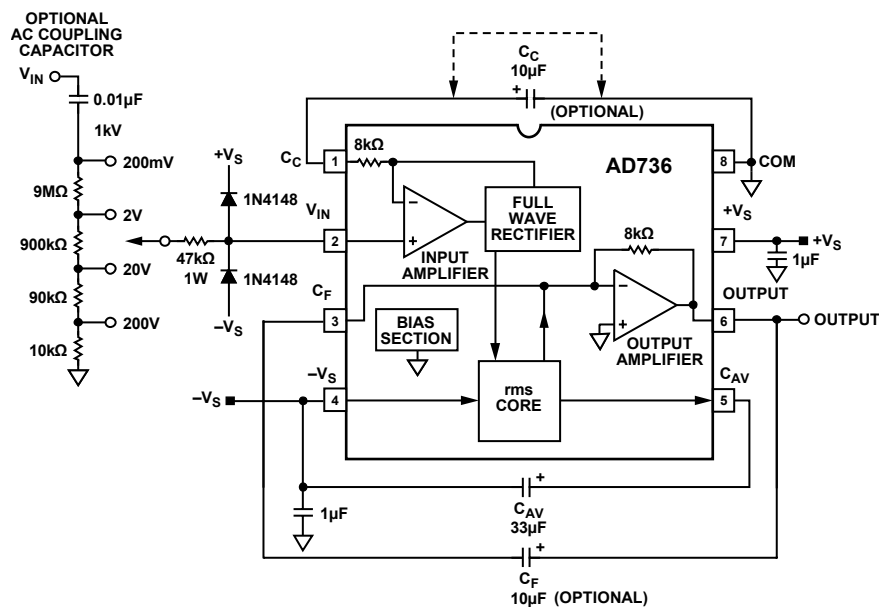 OPTIONAL
AC COUPLING
CAPACITOR
V_IN
0.01µF
1kV
200mV
9MΩ
2V
900kΩ
20V
90kΩ
200V
10kΩ
47kΩ
1W
+V_S
1N4148
1N4148
–V_S
C_C
10µF
+
(OPTIONAL)
C_C
1
8kΩ
AD736
8
COM
V_IN
2
–
+
INPUT
AMPLIFIER
FULL
WAVE
RECTIFIER
+V_S
7
+V_S
1µF
8kΩ
C_F
3
BIAS
SECTION
–
+
OUTPUT
AMPLIFIER
OUTPUT
6
OUTPUT
–V_S
–V_S
4
rms
CORE
C_AV
5
1µF
+
C_AV
33µF
+
C_F
10µF (OPTIONAL)